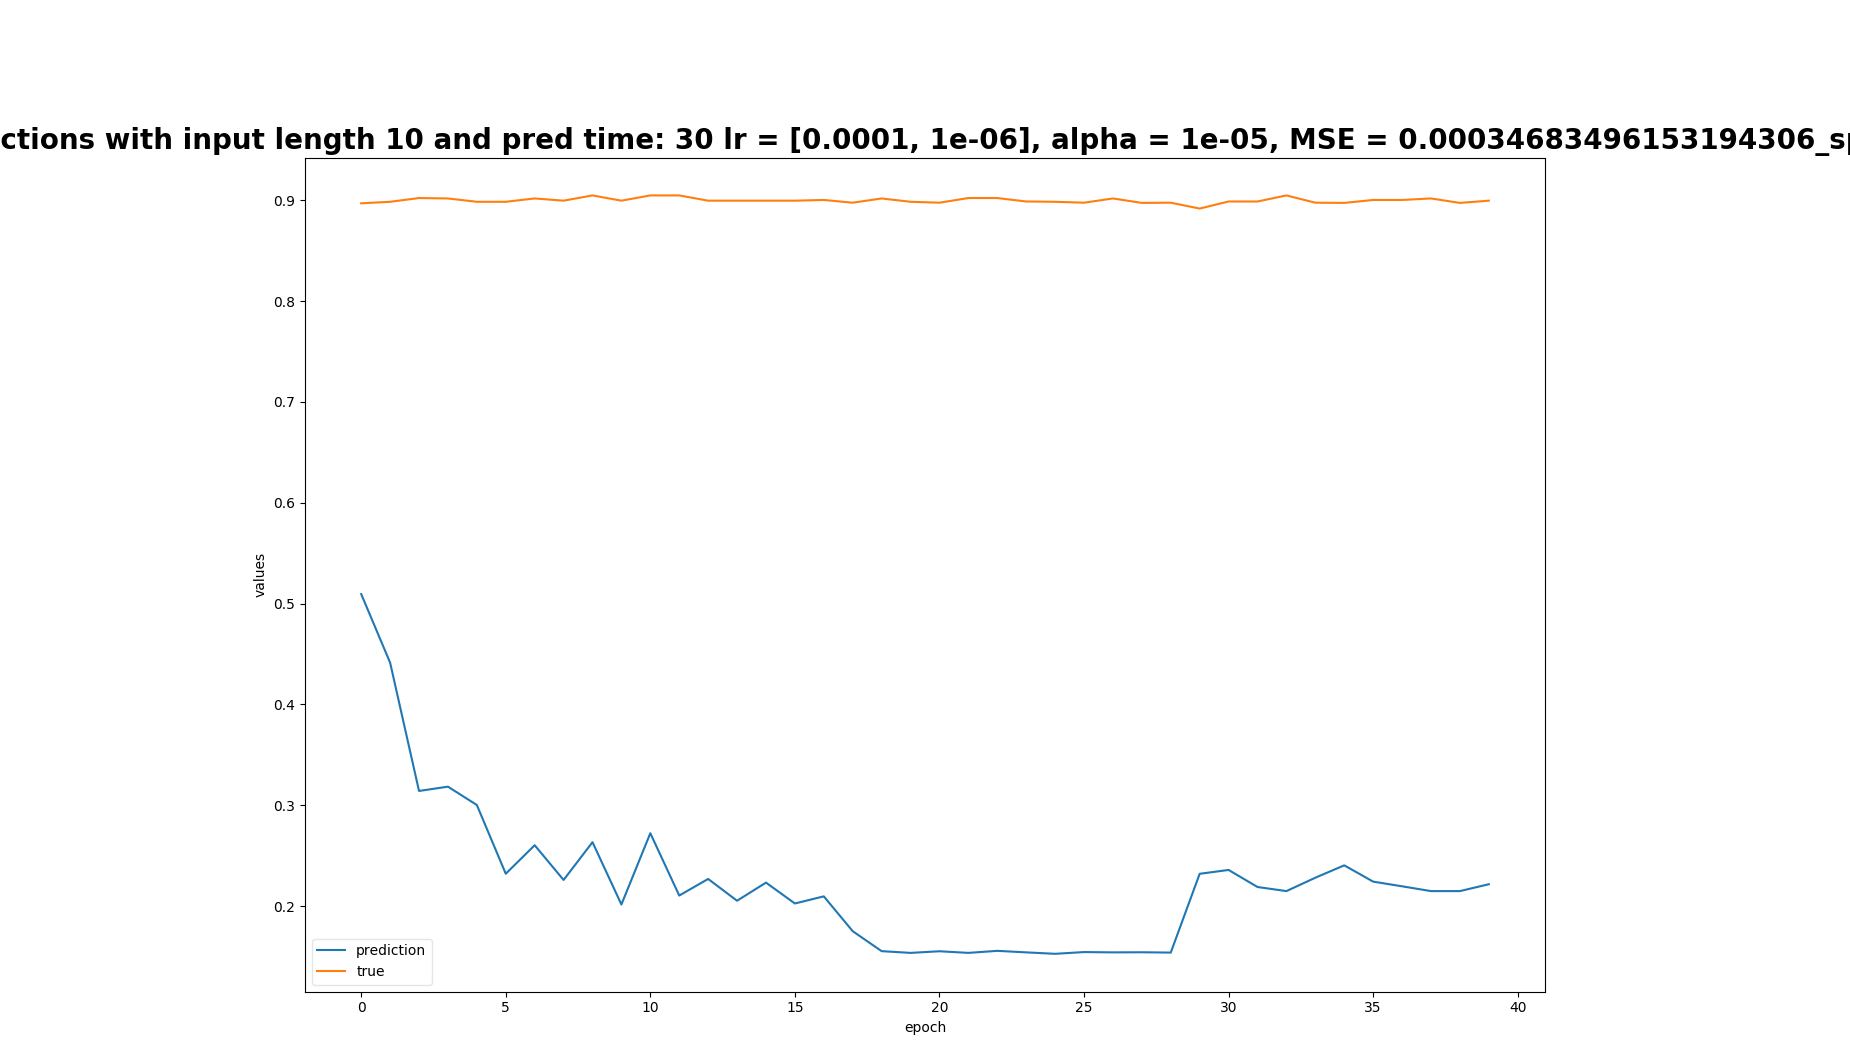 ctions with input length 10 and pred time: 30 lr = [0.0001, 1e-06], alpha = 1e-05, MSE = 0.00034683496153194306_sp
0.9
0.8
0.7
0.6
0.5
0.4
0.3
0.2
values
prediction
true
0 5 10 15 20 25 30 35 40
epoch